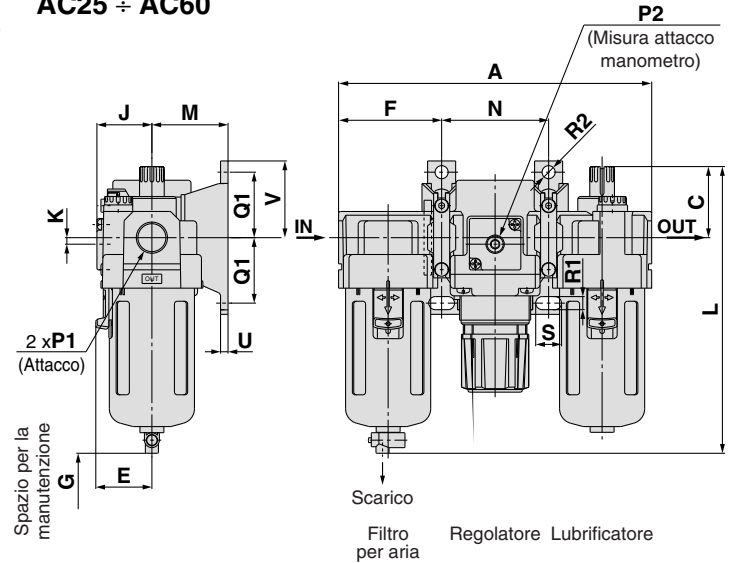 AC25 ÷ AC60
P2
(Misura attacco
manometro)
A
J
M
F
N
R2
V
Q1
C
K
IN
OUT
Q1
R1
OUT
L
S
U
2 xP1
(Attacco)
Spazio per la
manutenzione
G
E
Scarico
Filtro
per aria
Regolatore
Lubrificatore